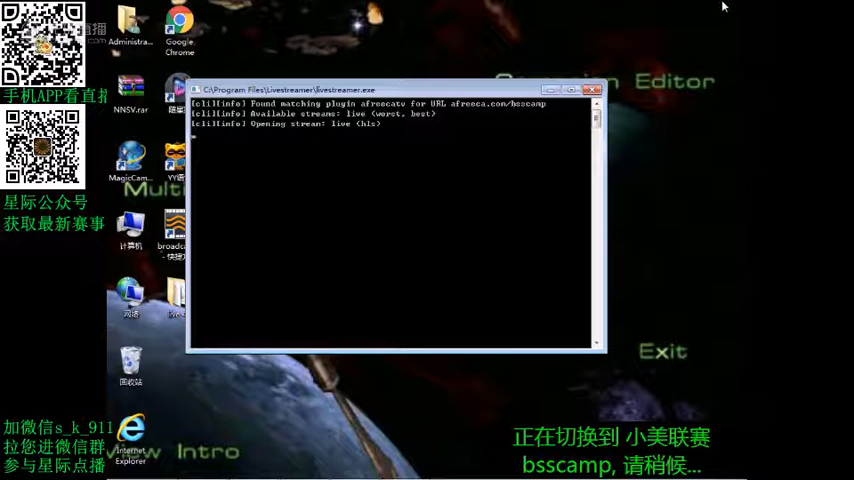 手机APP看直播
星际公众号
获取最新赛事
加微信s_k_911
拉您进微信群
参与星际点播
Administra...
Google
Chrome
NNSV.rar
MagicCam...
计算机
broadc
- 快捷
网络
回收站
Internet
Explorer
C:\Program Files\Livestreamer\livestreamer.exe
[cli][info] Found matching plugin afreecatv for URL afreeca.com/bsscamp
[cli][info] Available streams: live (worst, best)
[cli][info] Opening stream: live (hls)
Editor
Multi
Exit
View Intro
正在切换到 小美联赛
bsscamp, 请稍候...